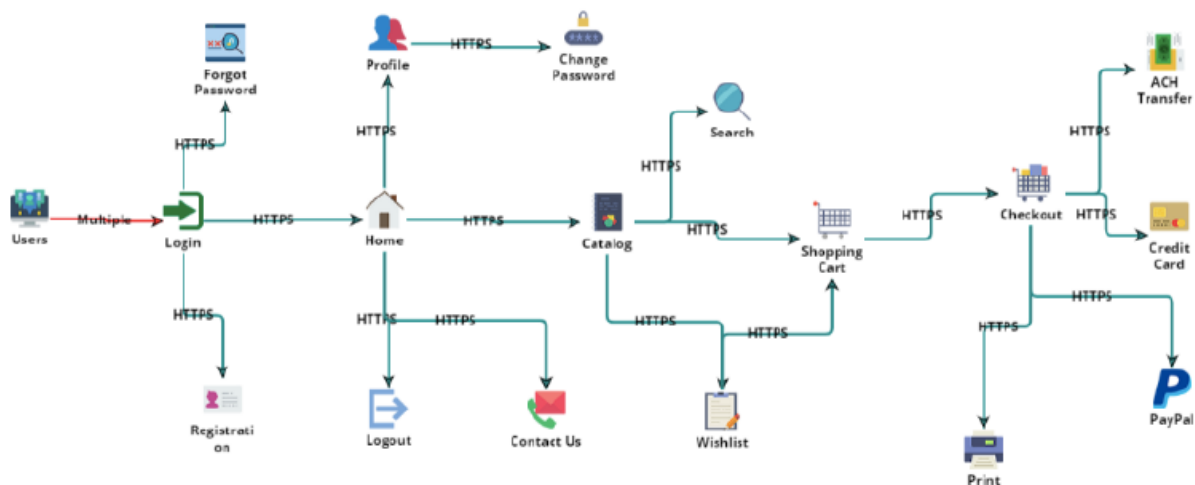 Forgot
Password
HTTPS
Users
Multiple
Login
HTTPS
HTTPS
Registrati
on
Profile
HTTPS
Change
Password
HTTPS
Home
HTTPS
HTTPS
HTTPS
Logout
Contact Us
Catalog
HTTPS
Search
HTTPS
HTTPS
HTTPS
Wishlist
Shopping
Cart
HTTPS
Checkout
HTTPS
ACH
Transfer
HTTPS
Credit
Card
HTTPS
PayPal
HTTPS
Print